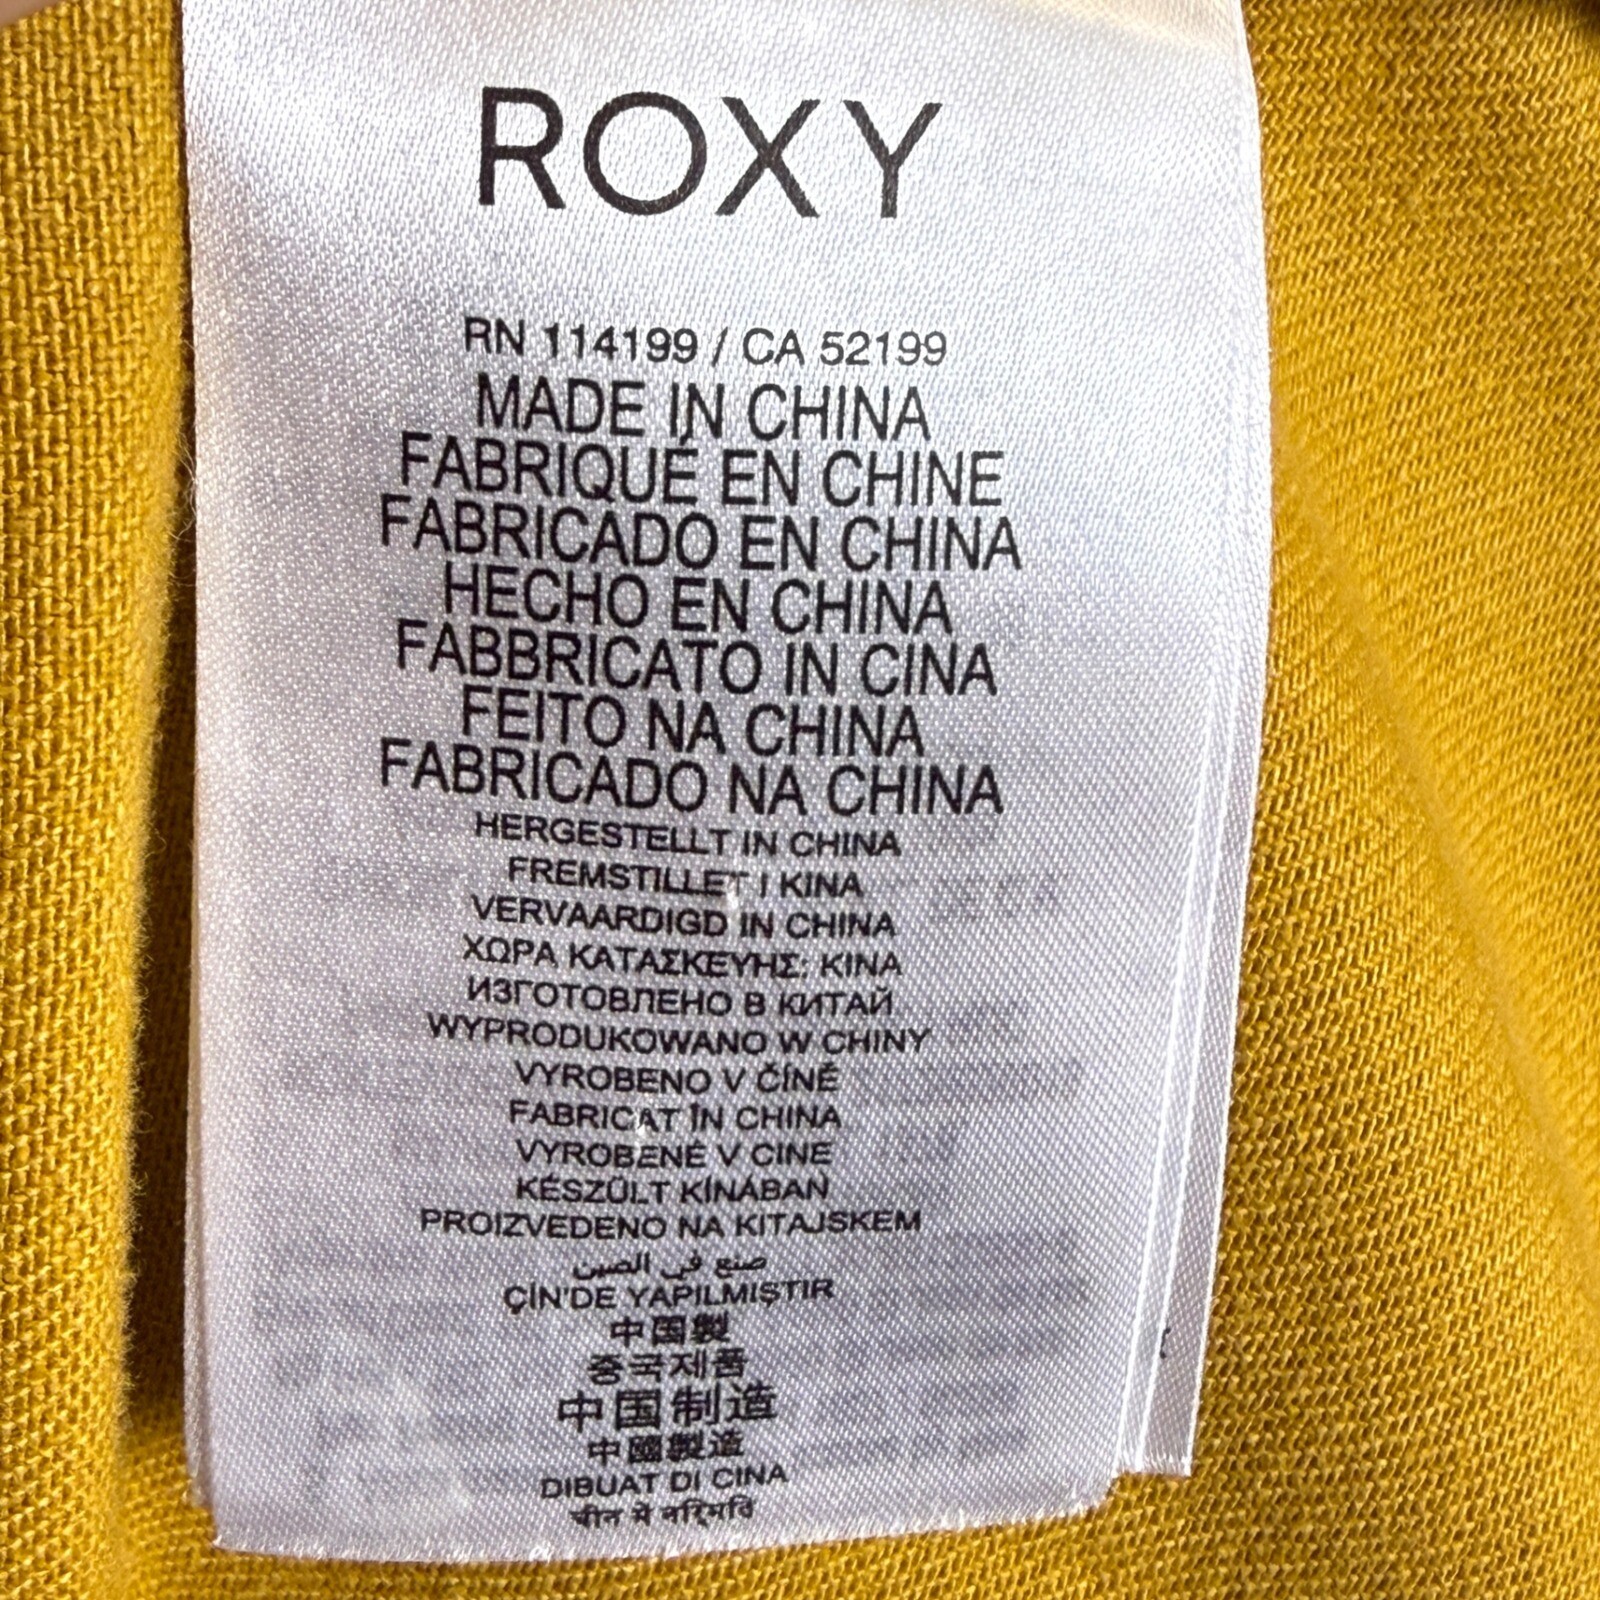 ROXY
RN 114199 / CA 52199
MADE IN CHINA
FABRIQUÉ EN CHINE
FABRICADO EN CHINA
HECHO EN CHINA
FABBRICATO IN CINA
FEITO NA CHINA
FABRICADO NA CHINA
HERGESTELLT IN CHINA
FREMSTILLET I KINA
VERVAARDIGD IN CHINA
ΧΩΡΑ ΚΑΤΑΣΚΕΥΗΣ: ΚΙΝΑ
ИЗГОТОВЛЕНО В КИТАЙ
WYPRODUKOWANO W CHINY
VYROBENO V ČÍNĚ
FABRICAT ÎN CHINA
VYROBENÉ V CINE
KÉSZÜLT KÍNÁBAN
PROIZVEDENO NA KITAJSKEM
صنع في الصين
ÇİN'DE YAPILMIŞTIR
中国製
중국제품
中国制造
中國製造
DIBUAT DI CINA
चीन में नर्िमति